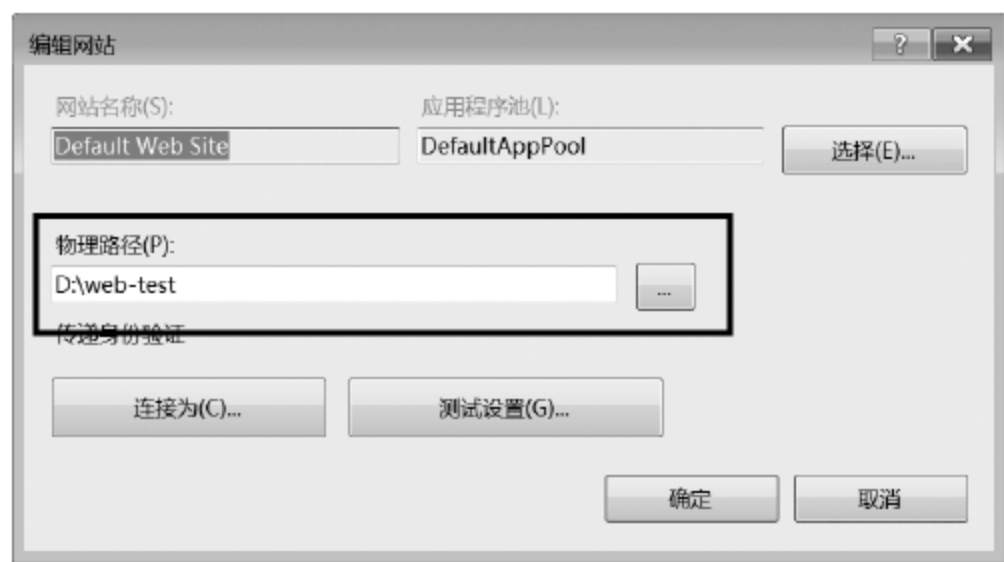 编辑网站
网站名称(S):
应用程序池(L):
Default Web Site
DefaultAppPool
选择(E)...
物理路径(P):
D:\web-test
...
传递身份验证
连接为(C)...
测试设置(G)...
确定
取消